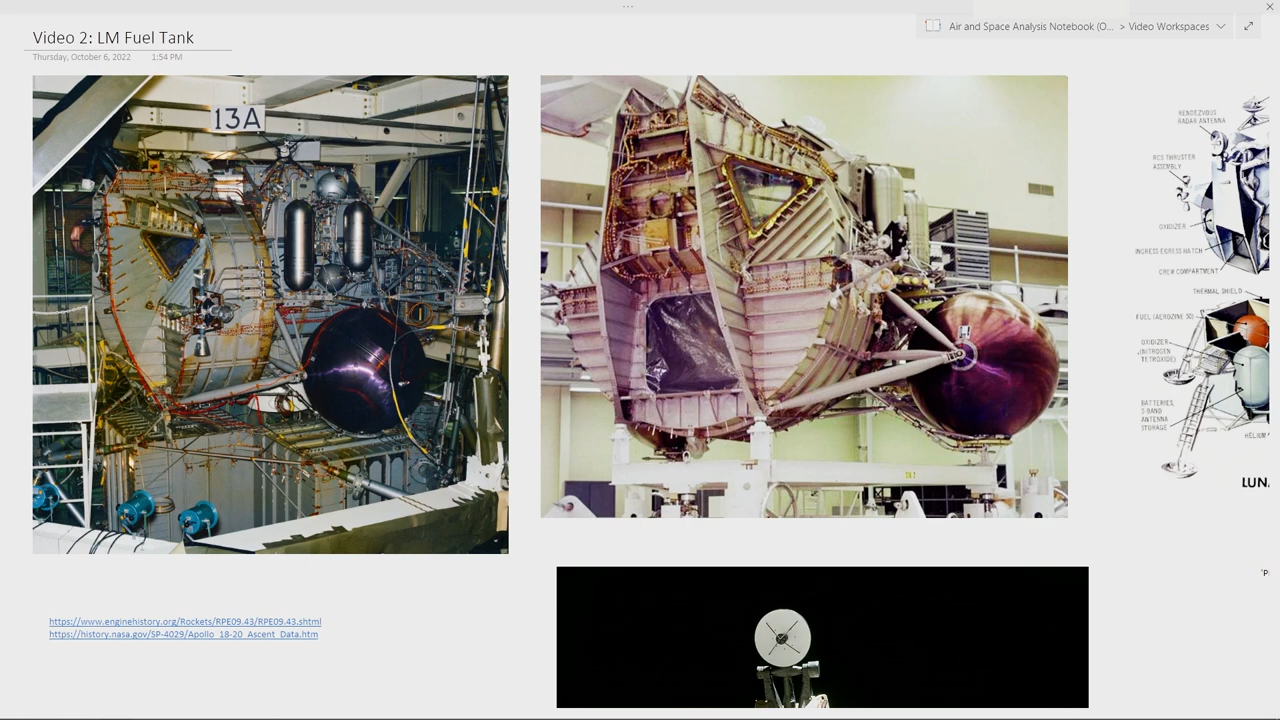 Air and Space Analysis Notebook (O... > Video Workspaces
Video 2: LM Fuel Tank
Thursday, October 6, 2022 1:54 PM
13A
RENDEZVOUS
RADAR ANTENNA
RCS THRUSTER
ASSEMBLY
OXIDIZER
INGRESS-EGRESS HATCH
CREW COMPARTMENT
THERMAL SHIELD
FUEL (AEROZINE 50)
OXIDIZER
(NITROGEN
TETROXIDE)
BATTERIES,
S-BAND
ANTENNA
STORAGE
HELIUM
LUN
https://www.enginehistory.org/Rockets/RPE09.43/RPE09.43.shtml
https://history.nasa.gov/SP-4029/Apollo_18-20_Ascent_Data.htm
'P